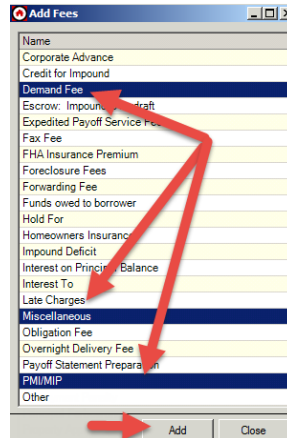 Add Fees
Name
Corporate Advance
Credit for Impound
Demand Fee
Escrow: Impound
Expedited Payoff Service Fee
Fax Fee
FHA Insurance Premium
Foreclosure Fees
Forwarding Fee
Funds owed to borrower
Hold For
Homeowners Insurance
Impound Deficit
Interest on Principal Balance
Interest To
Late Charges
Miscellaneous
Obligation Fee
Overnight Delivery Fee
Payoff Statement Preparation
PMI/MIP
Other
Add Close